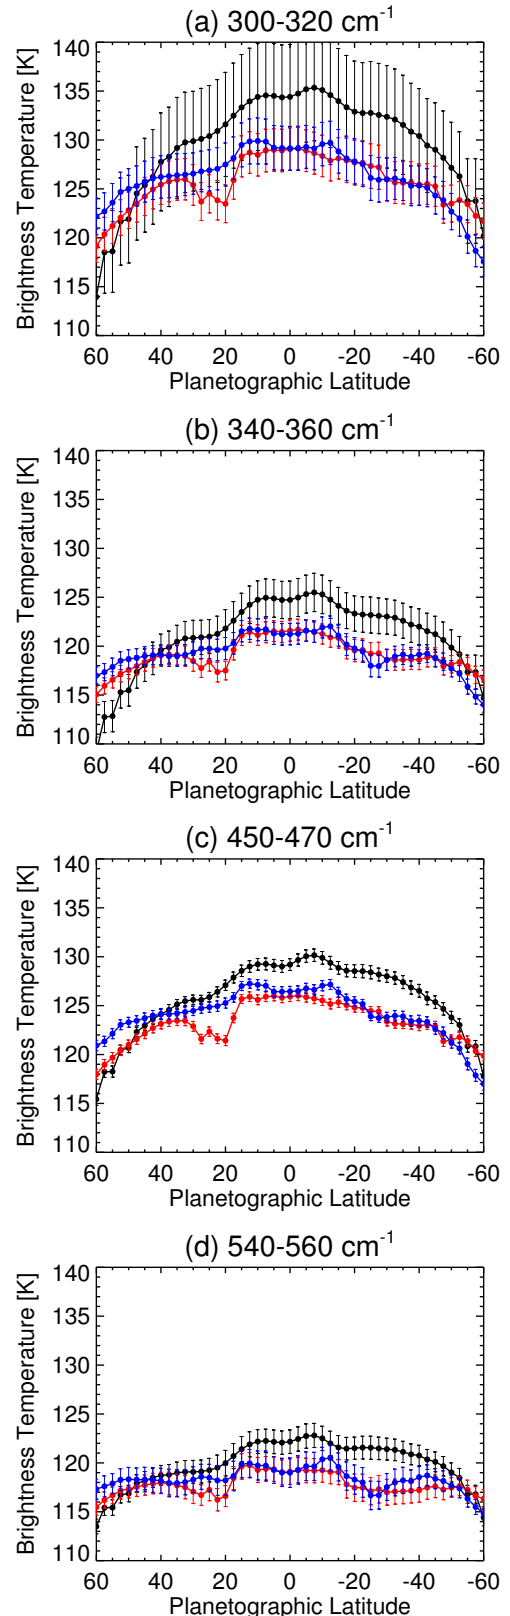 (a) 300-320 cm-1
140
135
130
125
120
115
110
Brightness Temperature [K]
60 40 20 0 -20 -40 -60
Planetographic Latitude
(b) 340-360 cm-1
140
135
130
125
120
115
110
Brightness Temperature [K]
60 40 20 0 -20 -40 -60
Planetographic Latitude
(c) 450-470 cm-1
140
135
130
125
120
115
110
Brightness Temperature [K]
60 40 20 0 -20 -40 -60
Planetographic Latitude
(d) 540-560 cm-1
140
135
130
125
120
115
110
Brightness Temperature [K]
60 40 20 0 -20 -40 -60
Planetographic Latitude